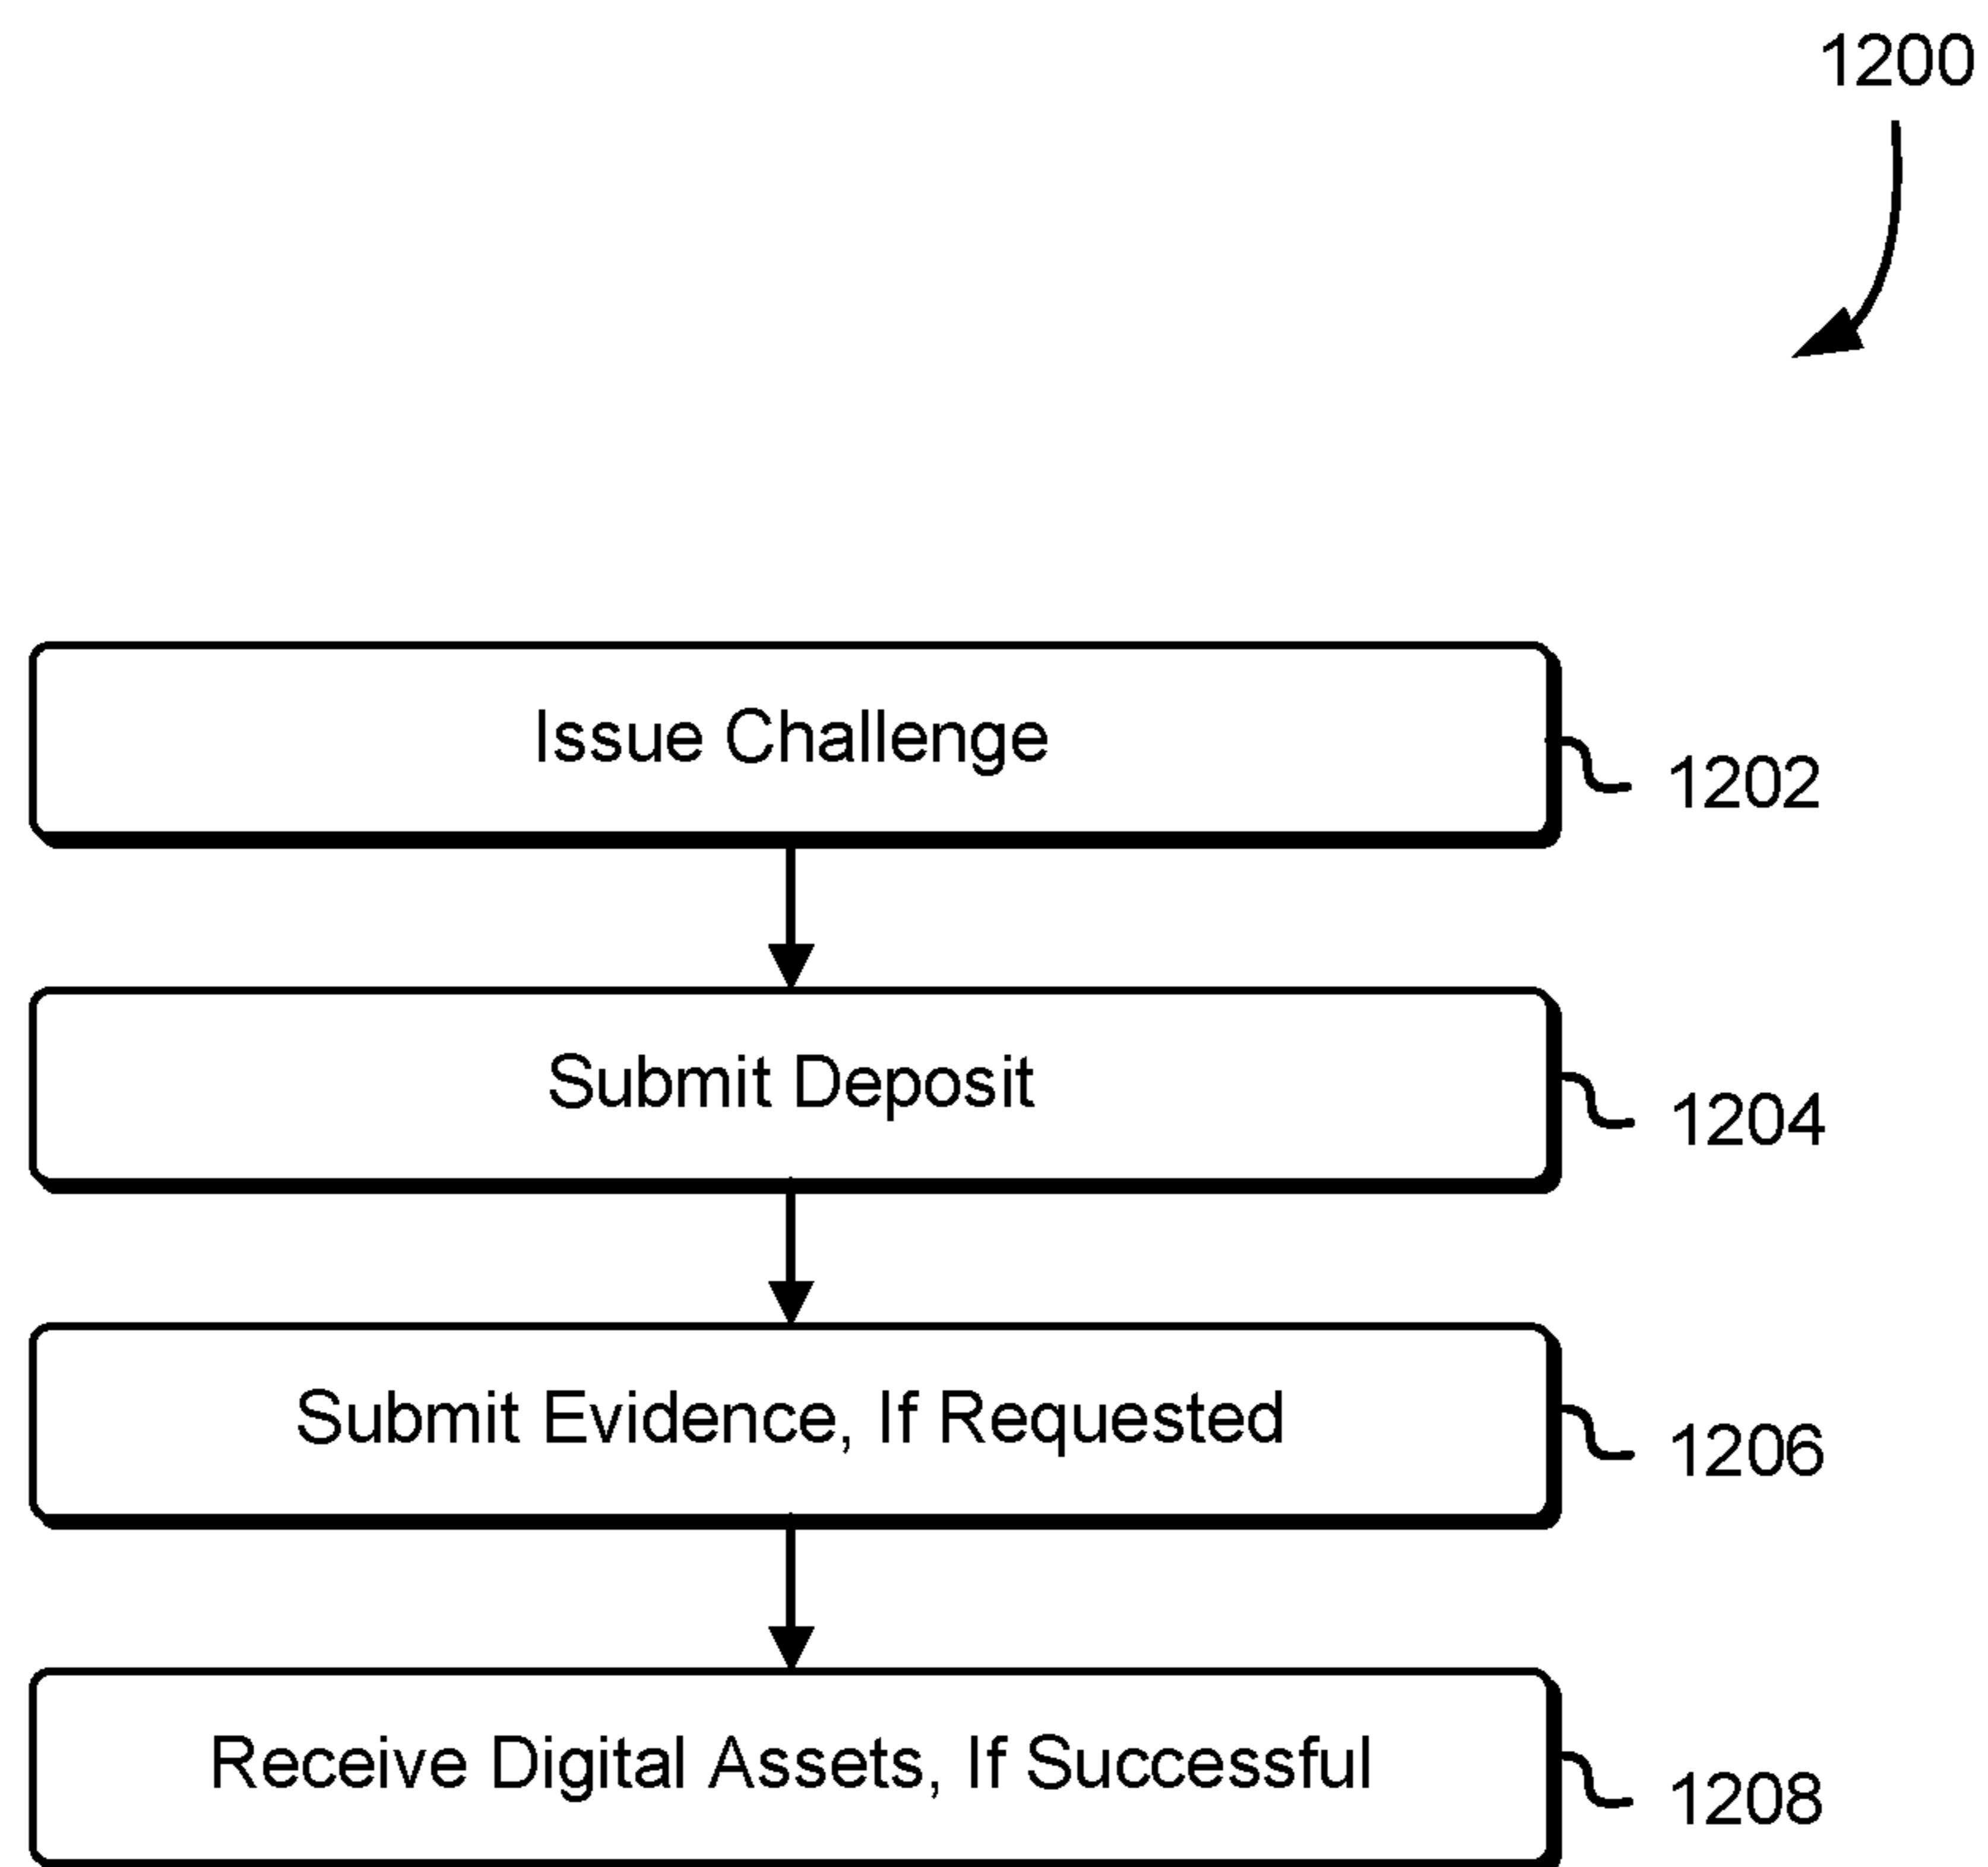 1200
Issue Challenge
1202
Submit Deposit
1204
Submit Evidence, If Requested
1206
Receive Digital Assets, If Successful
1208